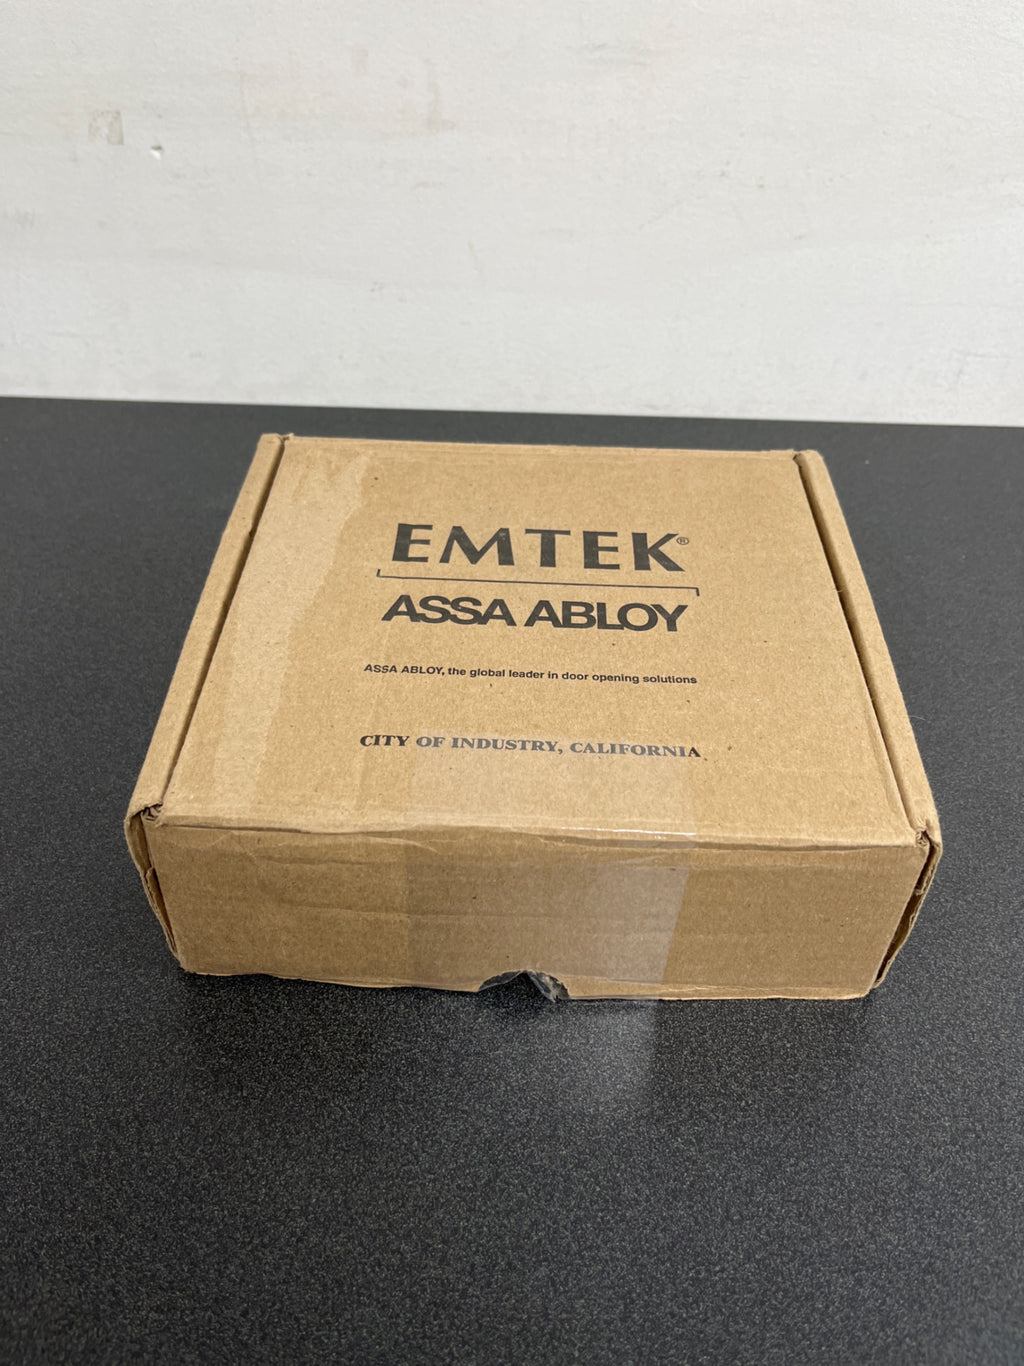 EMTEK®
ASSA ABLOY
ASSA ABLOY, the global leader in door opening solutions
CITY OF INDUSTRY, CALIFORNIA